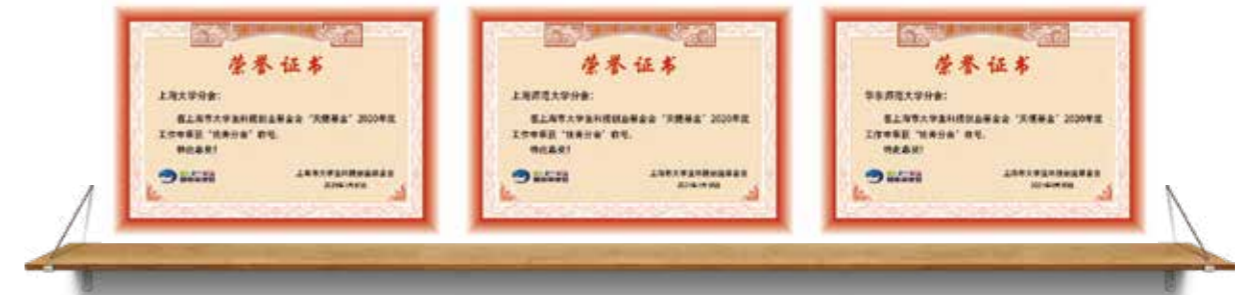 荣誉证书
上海大学分会:
在上海市大学生科技创业基金会“天使基金”2020年度
工作中荣获“优秀分会”称号。
特此嘉奖!
上海市大学生科技创业基金会
荣誉证书
上海师范大学分会:
在上海市大学生科技创业基金会“天使基金”2020年度
工作中荣获“优秀分会”称号。
特此嘉奖!
上海市大学生科技创业基金会
荣誉证书
华东师范大学分会:
在上海市大学生科技创业基金会“天使基金”2020年度
工作中荣获“优秀分会”称号。
特此嘉奖!
上海市大学生科技创业基金会